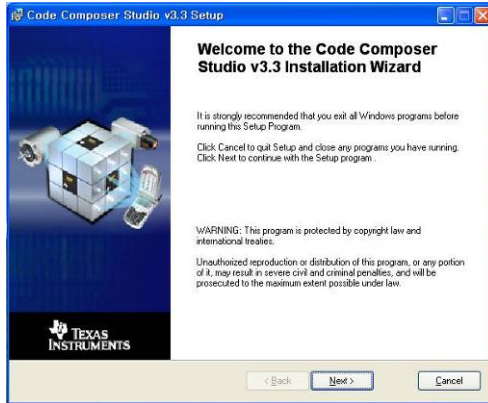 Code Composer Studio v3.3 Setup
Welcome to the Code Composer
Studio v3.3 Installation Wizard
It is strongly recommended that you exit all Windows programs before
running this Setup Program.
Click Cancel to quit Setup and close any programs you have running.
Click Next to continue with the Setup program .
WARNING: This program is protected by copyright law and
international treaties.
Unauthorized reproduction or distribution of this program, or any portion
of it, may result in severe civil and criminal penalties, and will be
prosecuted to the maximum extent possible under law.
TEXAS
INSTRUMENTS
< Back Next > Cancel